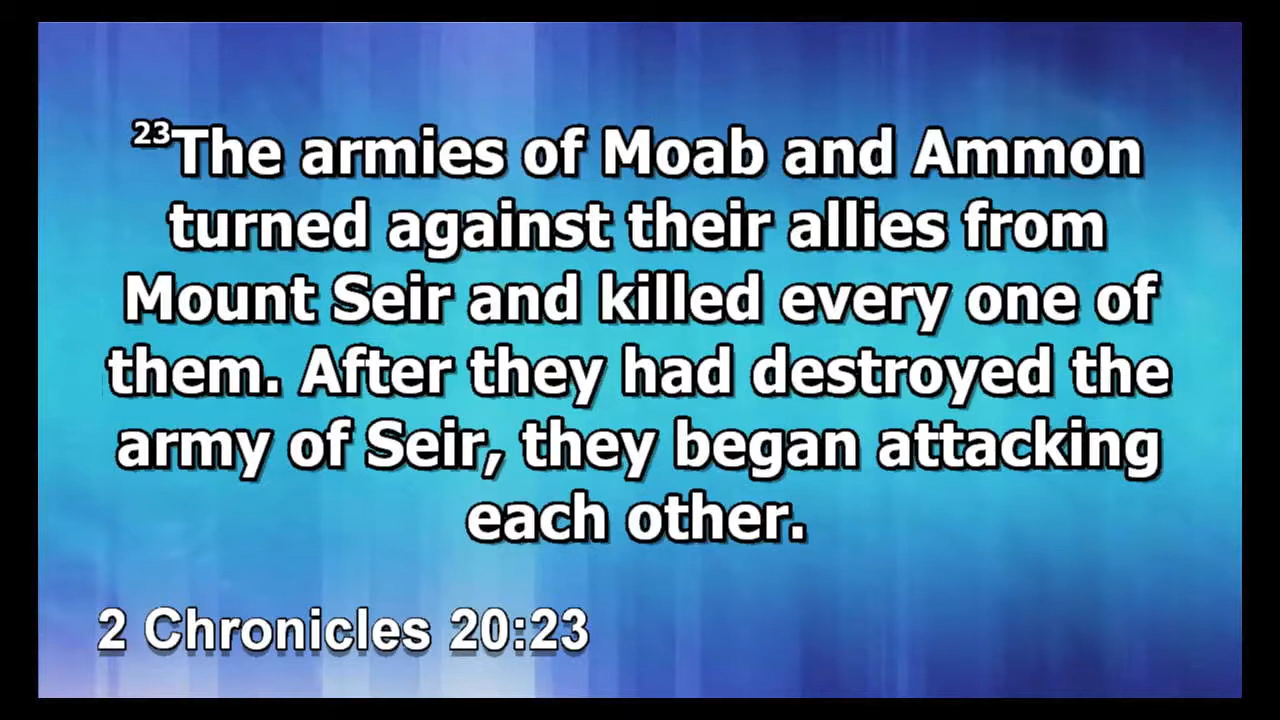 23The armies of Moab and Ammon
turned against their allies from
Mount Seir and killed every one of
them. After they had destroyed the
army of Seir, they began attacking
each other.
2 Chronicles 20:23